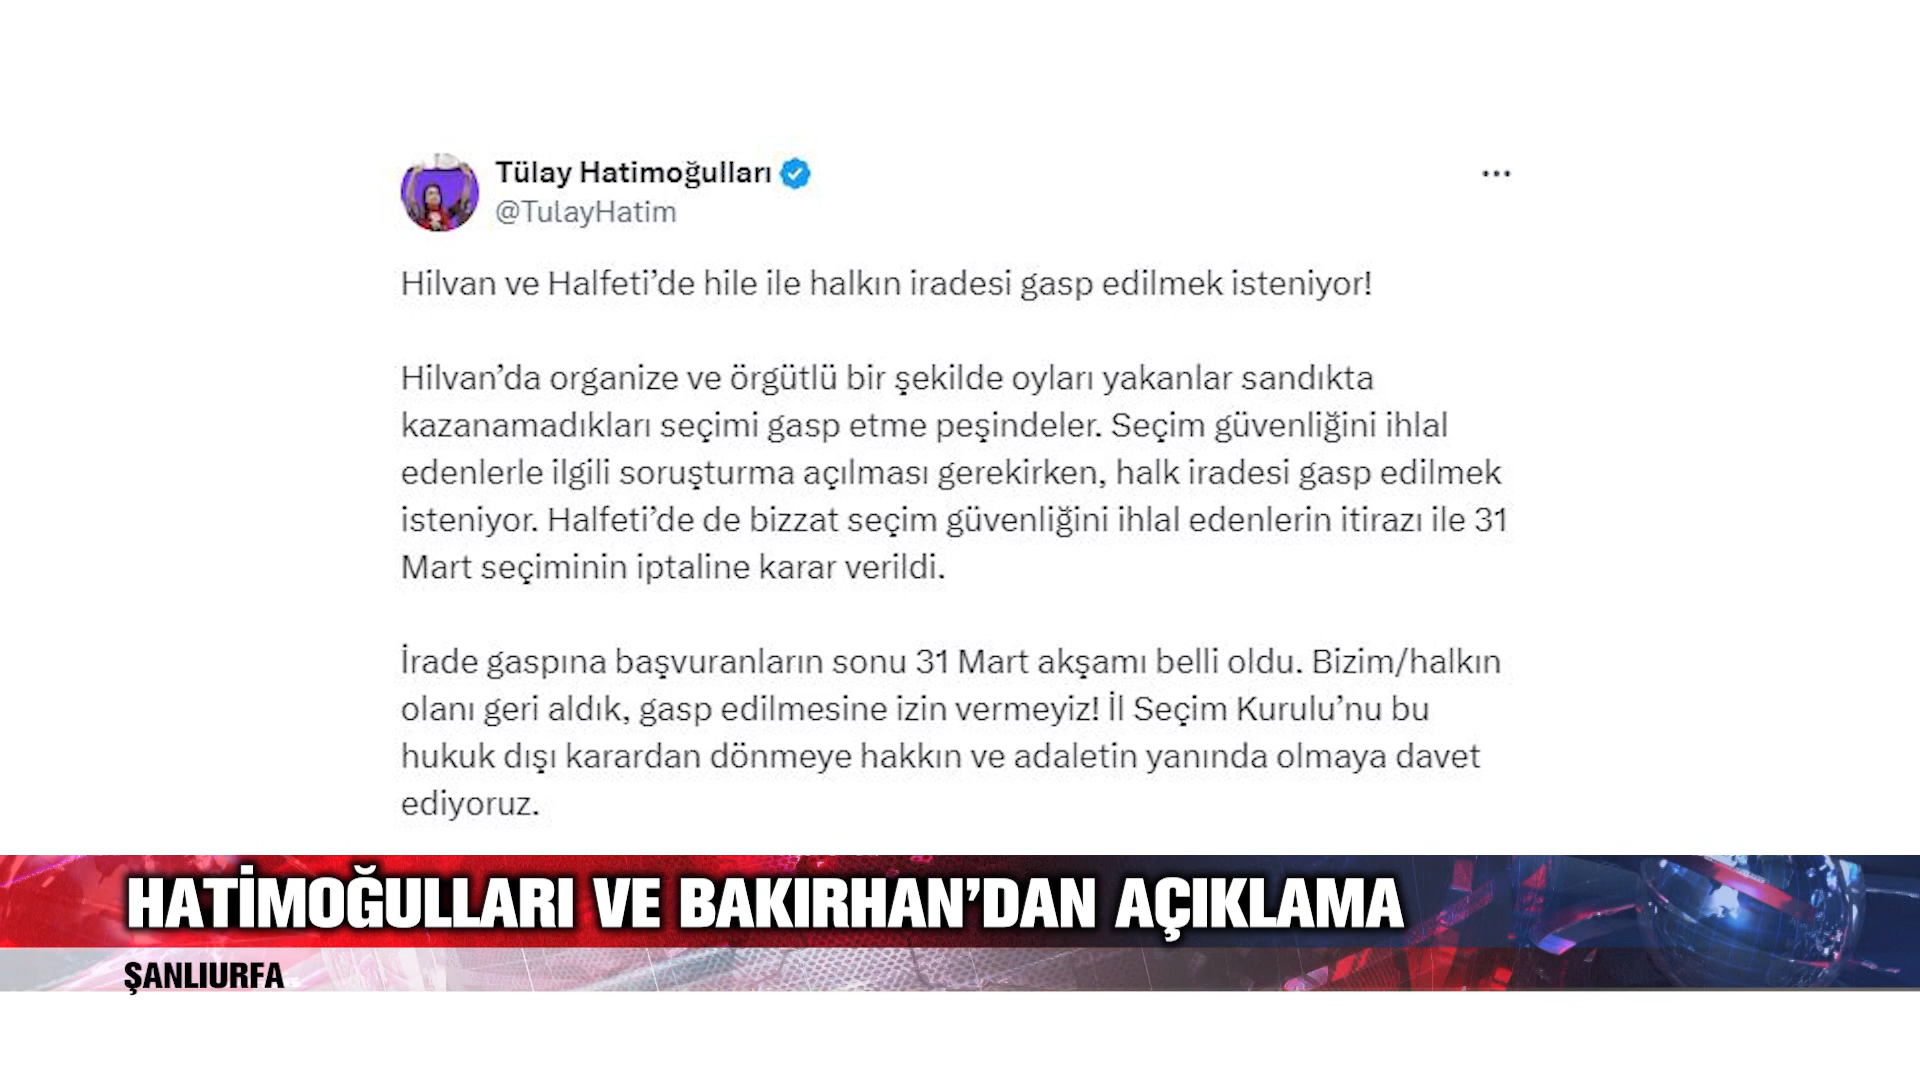 Tülay Hatimoğulları
@TulayHatim
Hilvan ve Halfeti’de hile ile halkın iradesi gasp edilmek isteniyor!
Hilvan’da organize ve örgütlü bir şekilde oyları yakanlar sandıkta
kazanamadıkları seçimi gasp etme peşindeler. Seçim güvenliğini ihlal
edenlerle ilgili soruşturma açılması gerekirken, halk iradesi gasp edilmek
isteniyor. Halfeti’de de bizzat seçim güvenliğini ihlal edenlerin itirazı ile 31
Mart seçiminin iptaline karar verildi.
İrade gaspına başvuranların sonu 31 Mart akşamı belli oldu. Bizim/halkın
olanı geri aldık, gasp edilmesine izin vermeyiz! İl Seçim Kurulu’nu bu
hukuk dışı karardan dönmeye hakkın ve adaletin yanında olmaya davet
ediyoruz.
HATİMOĞULLARI VE BAKIRHAN’DAN AÇIKLAMA
ŞANLIURFA